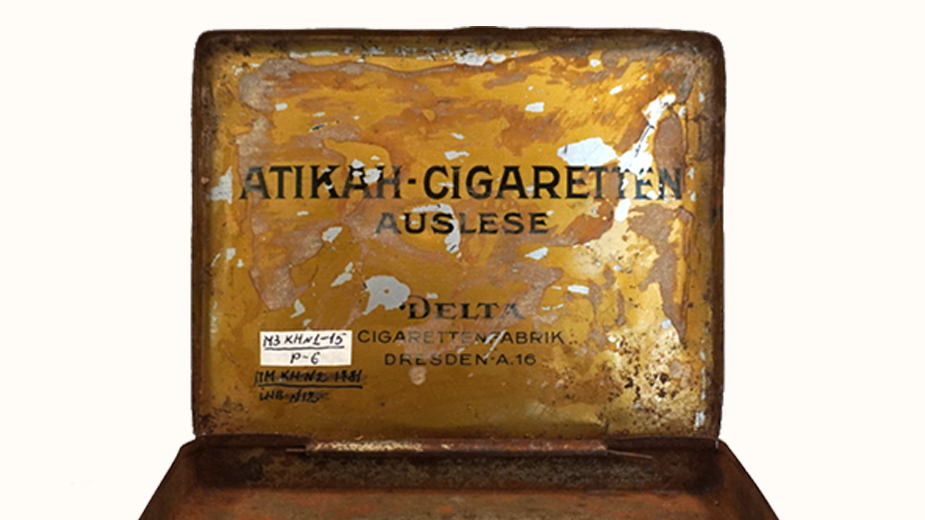 ATIKAH-CIGARETTEN
AUSLESE
DELTA
CIGARETTENFABRIK
DRESDEN-A.16
P-6